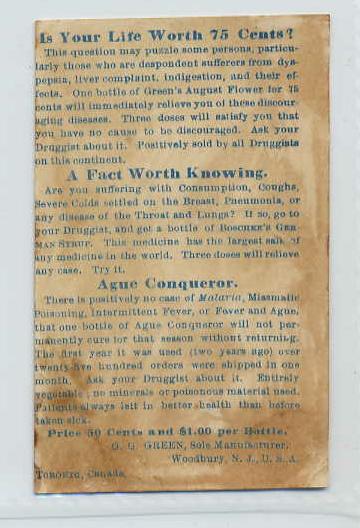 Is Your Life Worth 75 Cents?
This question may puzzle some persons, particu-
larly those who are despondent sufferers from dys-
pepsia, liver complaint, indigestion, and their ef-
fects. One bottle of Green's August Flower for 75
cents will immediately relieve you of these discour-
aging diseases. Three doses will satisfy you that
you have no cause to be discouraged. Ask your
Druggist about it. Positively sold by all Druggists
on this continent.
A Fact Worth Knowing.
Are you suffering with Consumption, Coughs,
Severe Colds settled on the Breast, Pneumonia, or
any disease of the Throat and Lungs? If so, go to
your Druggist, and get a bottle of BOSCHEE'S GER-
MAN SYRUP. This medicine has the largest sale of
any medicine in the world. Three doses will relieve
any case. Try it.
Ague Conqueror.
There is positively no case of Malaria, Miasmatic
Poisoning, Intermittent Fever, or Fever and Ague,
that one bottle of Ague Conqueror will not per-
manently cure for that season without returning.
The first year it was used (two years ago) over
twenty-five hundred orders were shipped in one
month. Ask your Druggist about it. Entirely
vegetable; no minerals or poisonous material used.
Patients always left in better health than before
taken sick.
Price 50 Cents and $1.00 per Bottle.
G. G. GREEN, Sole Manufacturer,
Woodbury, N. J., U. S. A.
TORONTO, Canada.